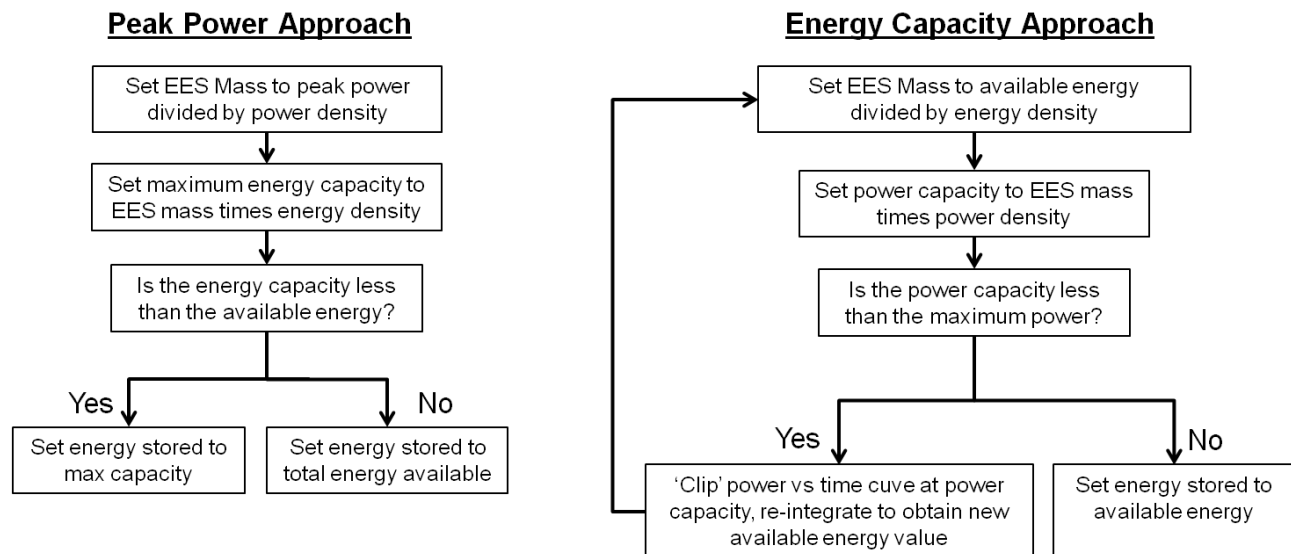 Peak Power Approach
Set EES Mass to peak power
divided by power density
Set maximum energy capacity to
EES mass times energy density
Is the energy capacity less
than the available energy?
Yes
No
Set energy stored to
max capacity
Set energy stored to
total energy available
Energy Capacity Approach
Set EES Mass to available energy
divided by energy density
Set power capacity to EES mass
times power density
Is the power capacity less
than the maximum power?
Yes
No
‘Clip’ power vs time cuve at power
capacity, re-integrate to obtain new
available energy value
Set energy stored to
available energy